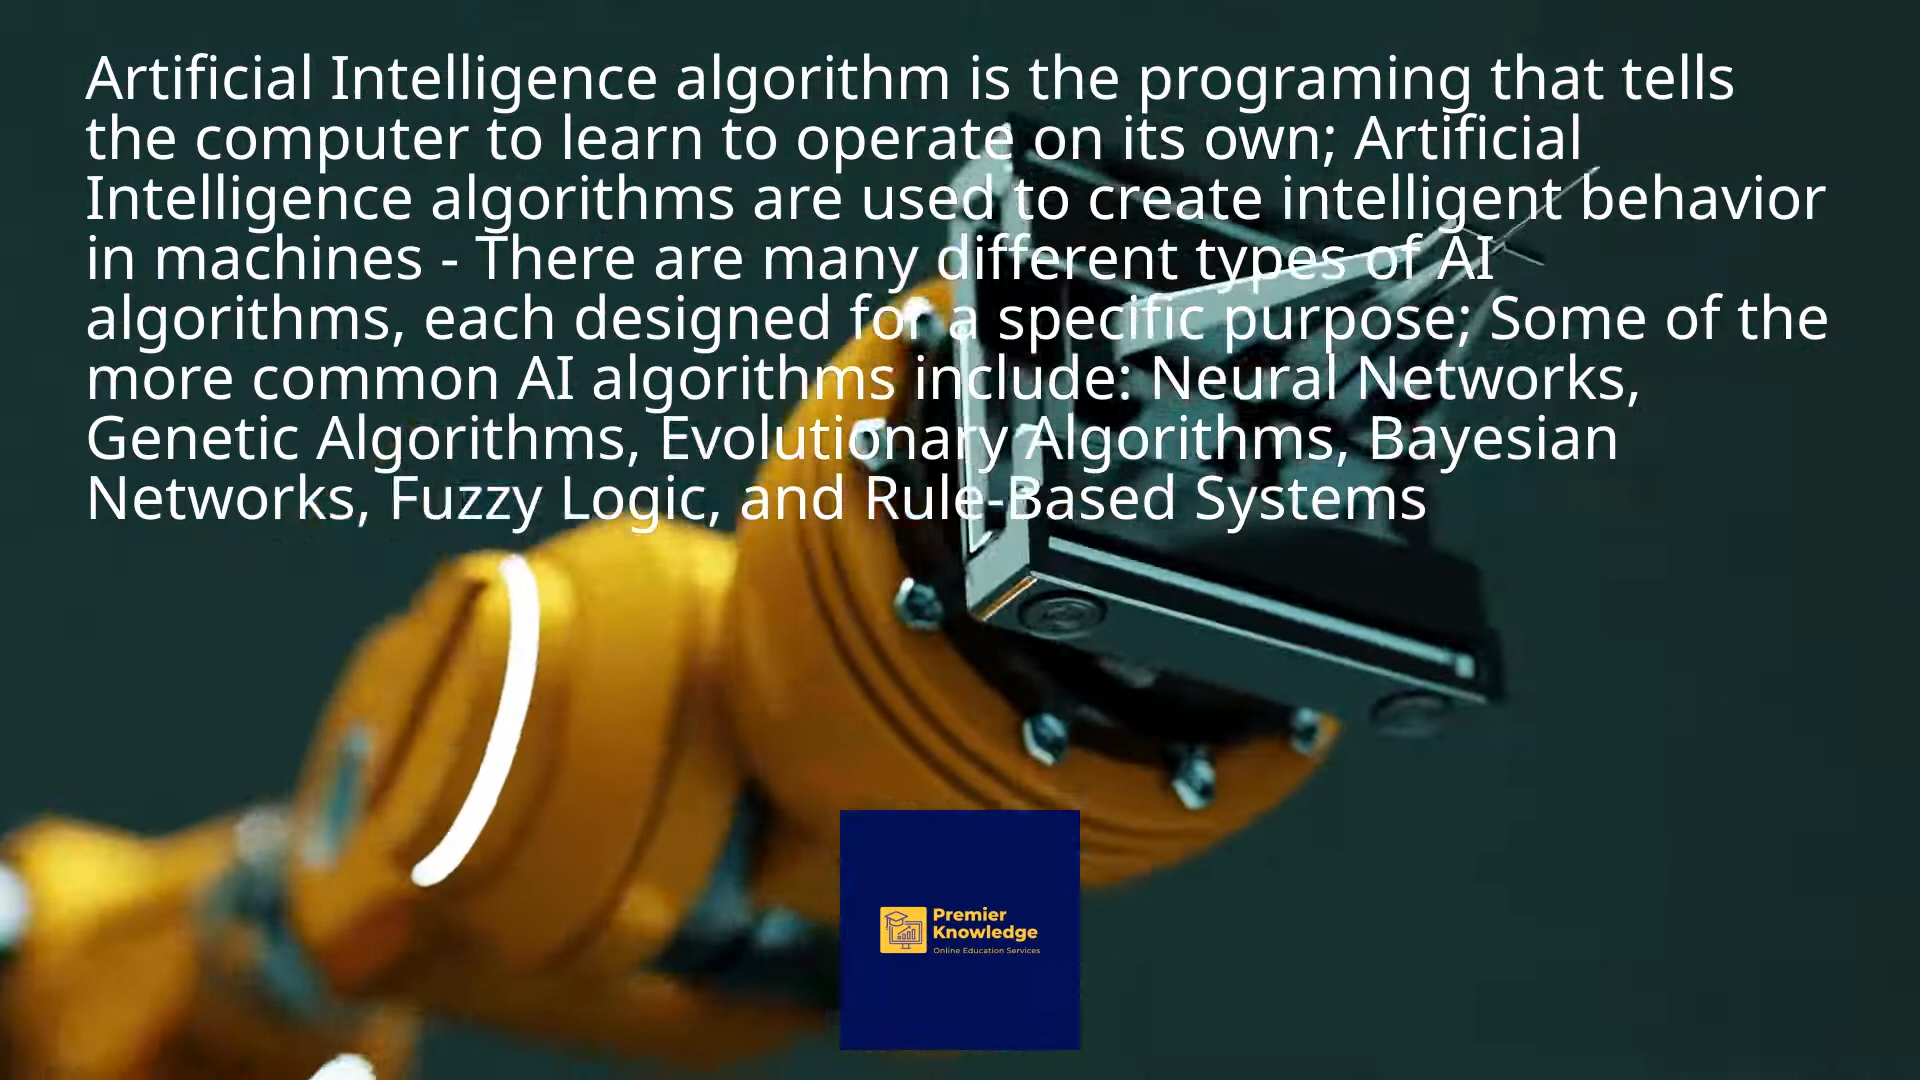 Artificial Intelligence algorithm is the programing that tells
the computer to learn to operate on its own; Artificial
Intelligence algorithms are used to create intelligent behavior
in machines - There are many different types of AI
algorithms, each designed for a specific purpose; Some of the
more common AI algorithms include: Neural Networks,
Genetic Algorithms, Evolutionary Algorithms, Bayesian
Networks, Fuzzy Logic, and Rule-Based Systems
Premier
Knowledge
Online Education Services